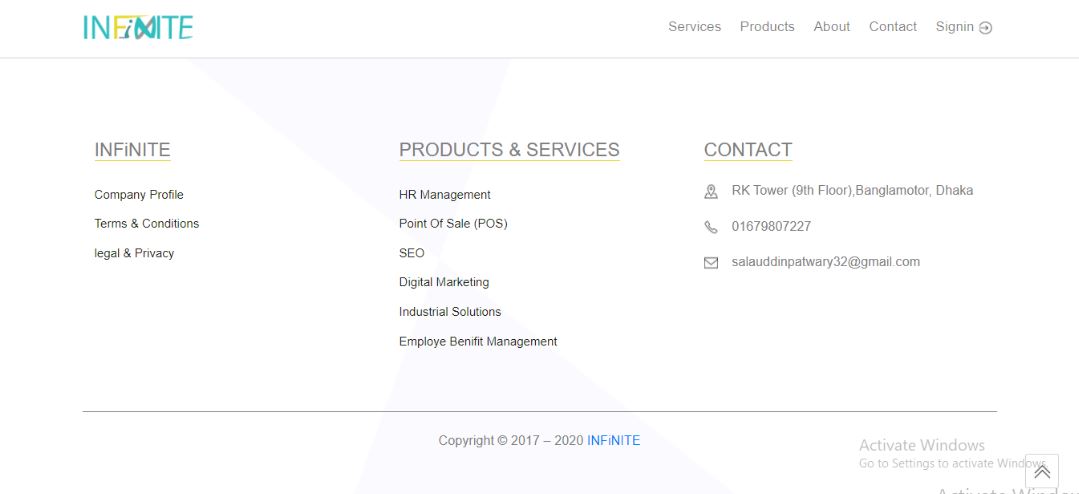 INFiNITE
Services Products About Contact Signin
INFiNITE
Company Profile
Terms & Conditions
legal & Privacy
PRODUCTS & SERVICES
HR Management
Point Of Sale (POS)
SEO
Digital Marketing
Industrial Solutions
Employe Benifit Management
CONTACT
RK Tower (9th Floor),Banglamotor, Dhaka
01679807227
salauddinpatwary32@gmail.com
Copyright © 2017 – 2020 INFiNITE
Activate Windows
Go to Settings to activate Windows.
Activate Windows